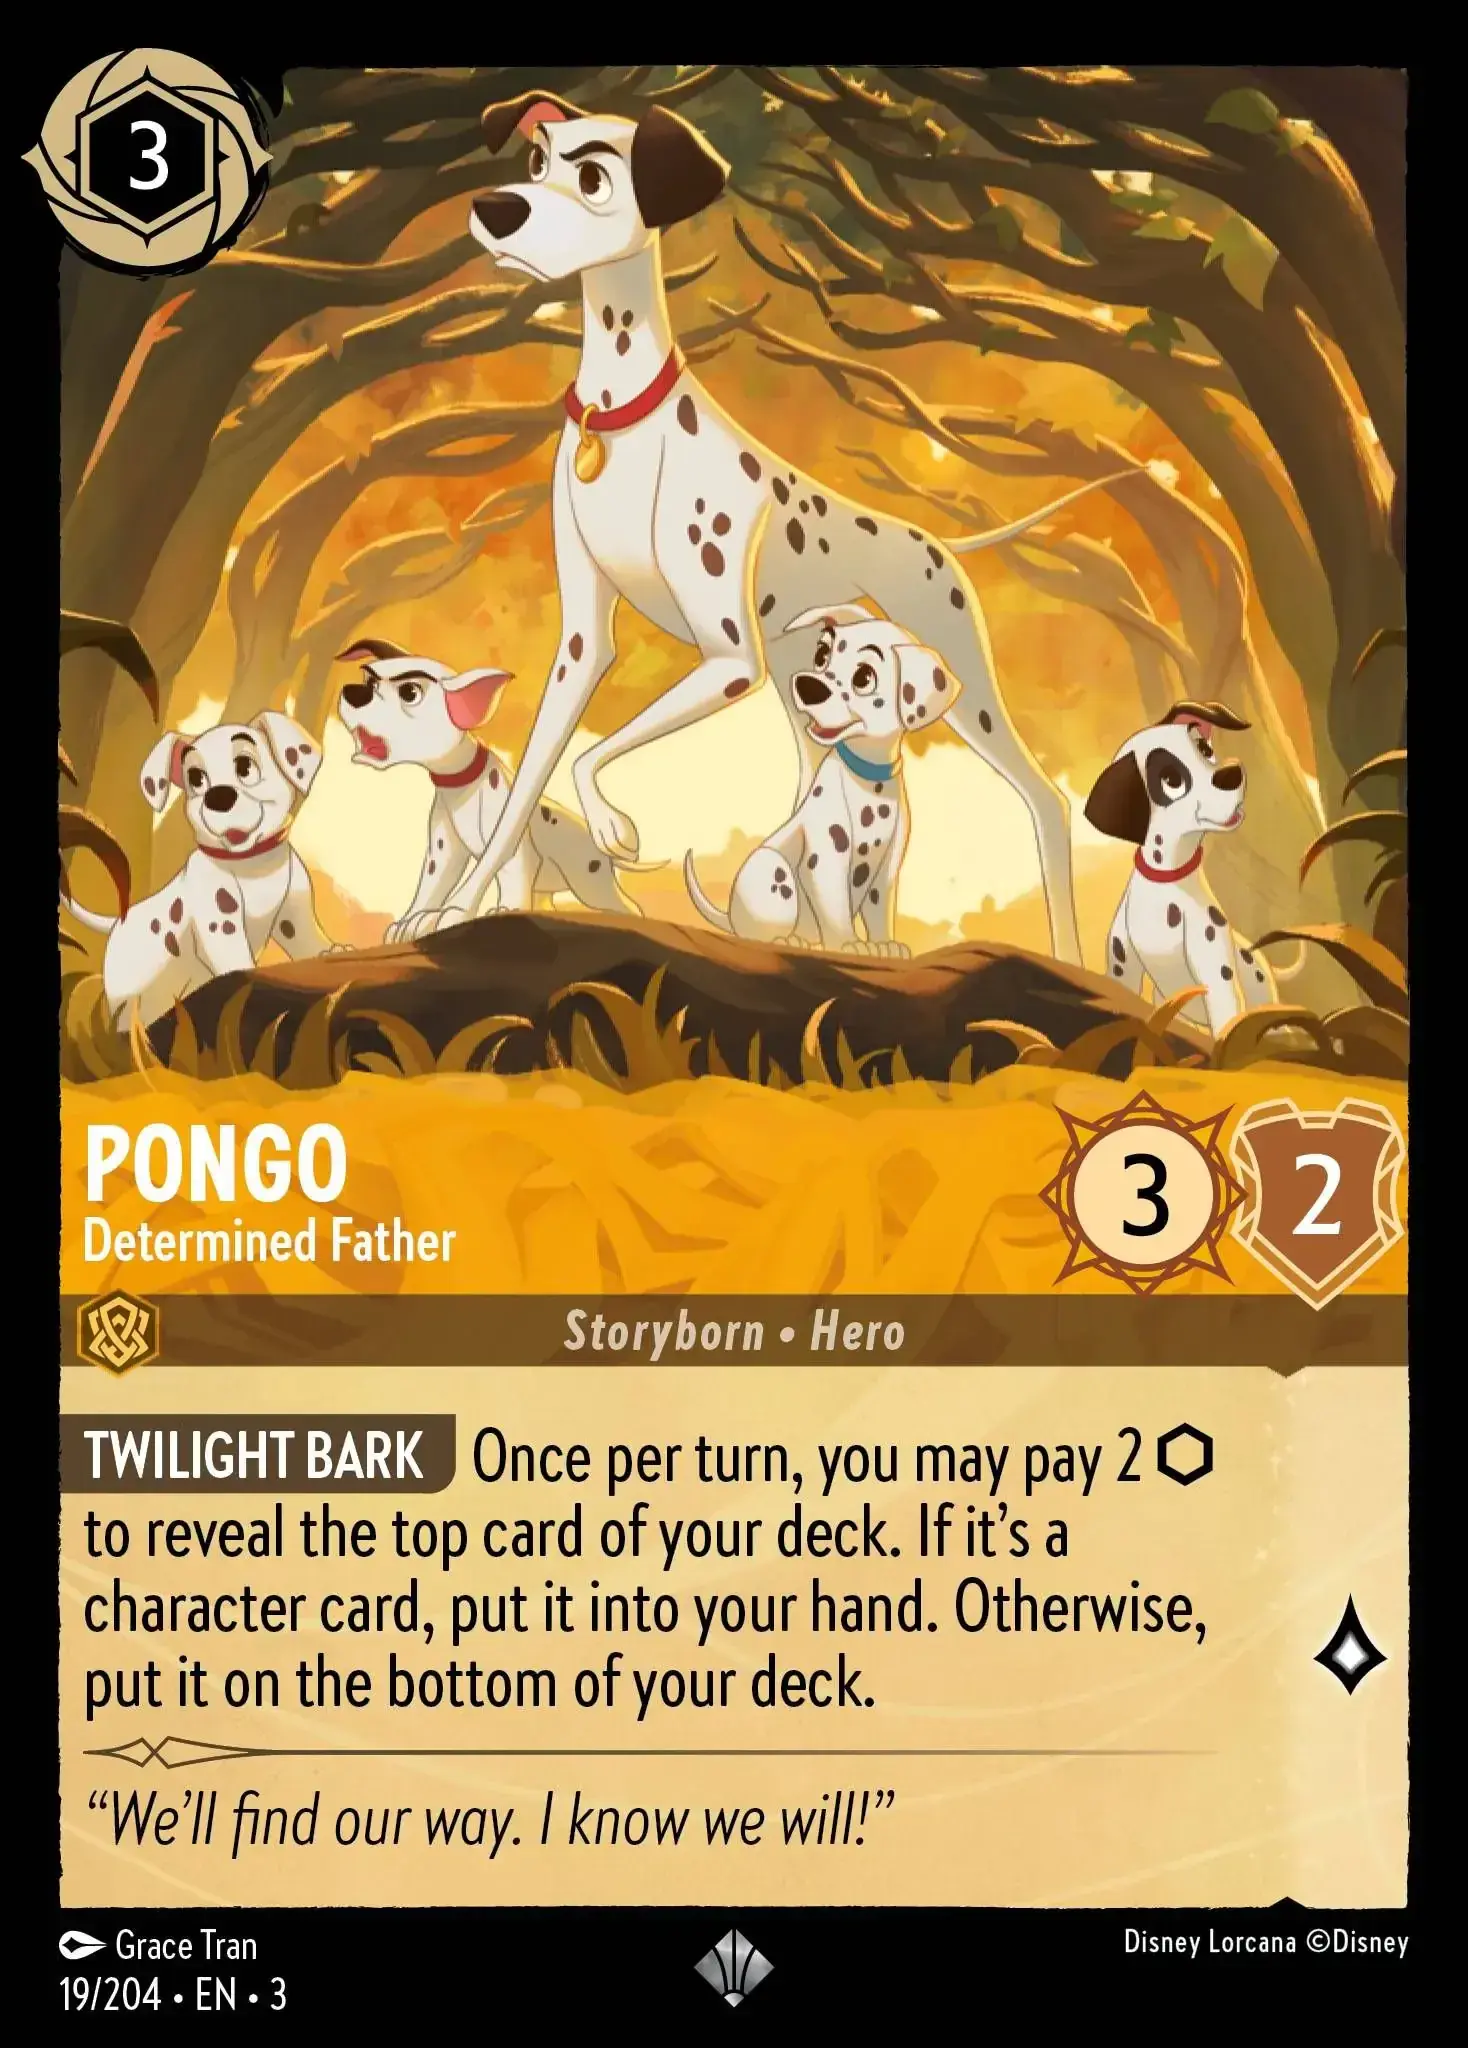 3
PONGO
Determined Father
3
2
Storyborn • Hero
TWILIGHT BARK Once per turn, you may pay 2 ⬡
to reveal the top card of your deck. If it’s a
character card, put it into your hand. Otherwise,
put it on the bottom of your deck.
“We’ll find our way. I know we will!”
Grace Tran
Disney Lorcana ©Disney
19/204 • EN • 3